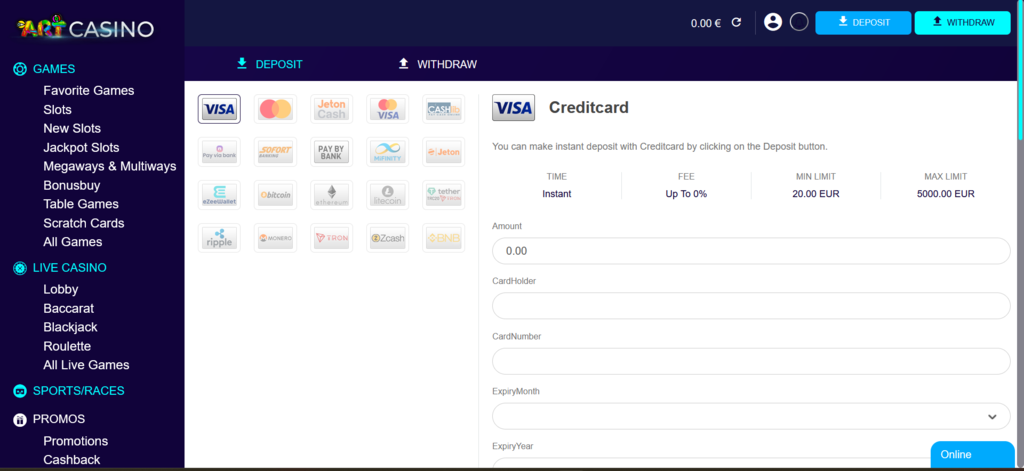 ART CASINO
0.00 €
DEPOSIT
WITHDRAW
GAMES
Favorite Games
Slots
New Slots
Jackpot Slots
Megaways & Multiways
Bonusbuy
Table Games
Scratch Cards
All Games
LIVE CASINO
Lobby
Baccarat
Blackjack
Roulette
All Live Games
SPORTS/RACES
PROMOS
Promotions
Cashback
DEPOSIT
WITHDRAW
VISA
Jeton Cash
VISA
CASHlib
Pay via bank
SOFORT
PAY BY BANK
MiFINITY
Jeton
eZeeWallet
bitcoin
ethereum
litecoin
tether
ripple
MONERO
TRON
Zcash
BNB
VISA
Creditcard
You can make instant deposit with Creditcard by clicking on the Deposit button.
TIME FEE MIN LIMIT MAX LIMIT
Instant Up To 0% 20.00 EUR 5000.00 EUR
Amount
0.00
CardHolder
CardNumber
ExpiryMonth
ExpiryYear
Online